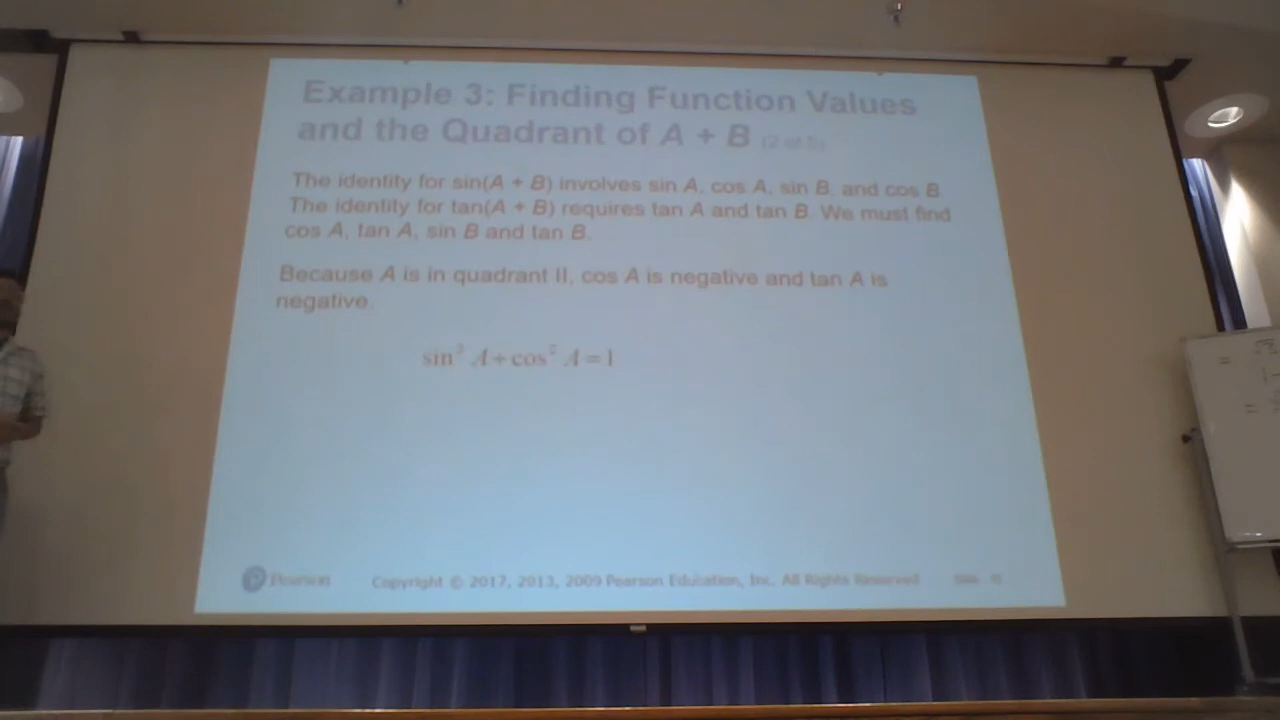 Example 3: Finding Function Values
and the Quadrant of A + B
The identity for sin(A + B) involves sin A, cos A, sin B, and cos B.
The identity for tan(A + B) requires tan A and tan B. We must find
cos A, tan A, sin B and tan B.
Because A is in quadrant II, cos A is negative and tan A is
negative.
sin² A + cos² A = 1
Pearson
Copyright © 2017, 2013, 2009 Pearson Education, Inc. All Rights Reserved